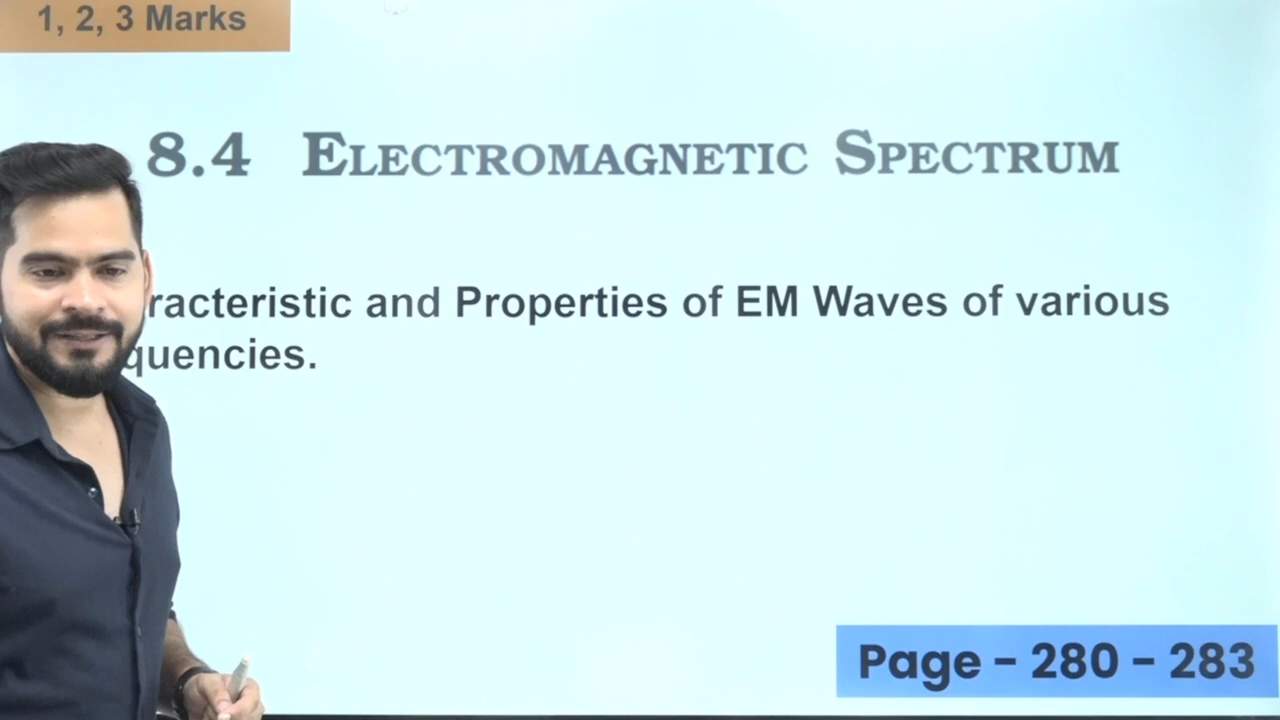 1, 2, 3 Marks
8.4 ELECTROMAGNETIC SPECTRUM
racteristic and Properties of EM Waves of various
quencies.
Page - 280 - 283